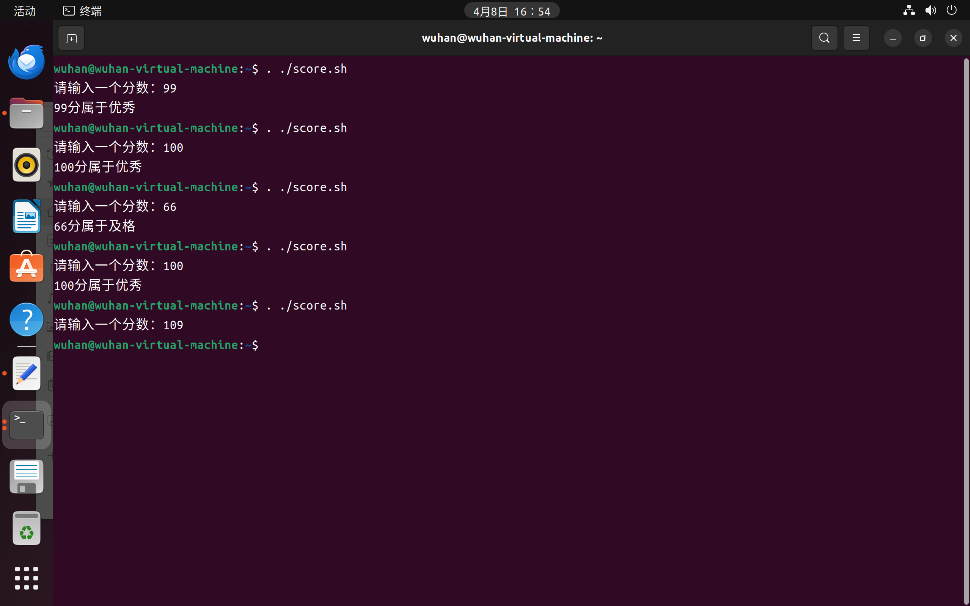 活动 终端 4月8日 16：54
wuhan@wuhan-virtual-machine: ~
wuhan@wuhan-virtual-machine:~$ . ./score.sh
请输入一个分数：99
99分属于优秀
wuhan@wuhan-virtual-machine:~$ . ./score.sh
请输入一个分数：100
100分属于优秀
wuhan@wuhan-virtual-machine:~$ . ./score.sh
请输入一个分数：66
66分属于及格
wuhan@wuhan-virtual-machine:~$ . ./score.sh
请输入一个分数：100
100分属于优秀
wuhan@wuhan-virtual-machine:~$ . ./score.sh
请输入一个分数：109
wuhan@wuhan-virtual-machine:~$